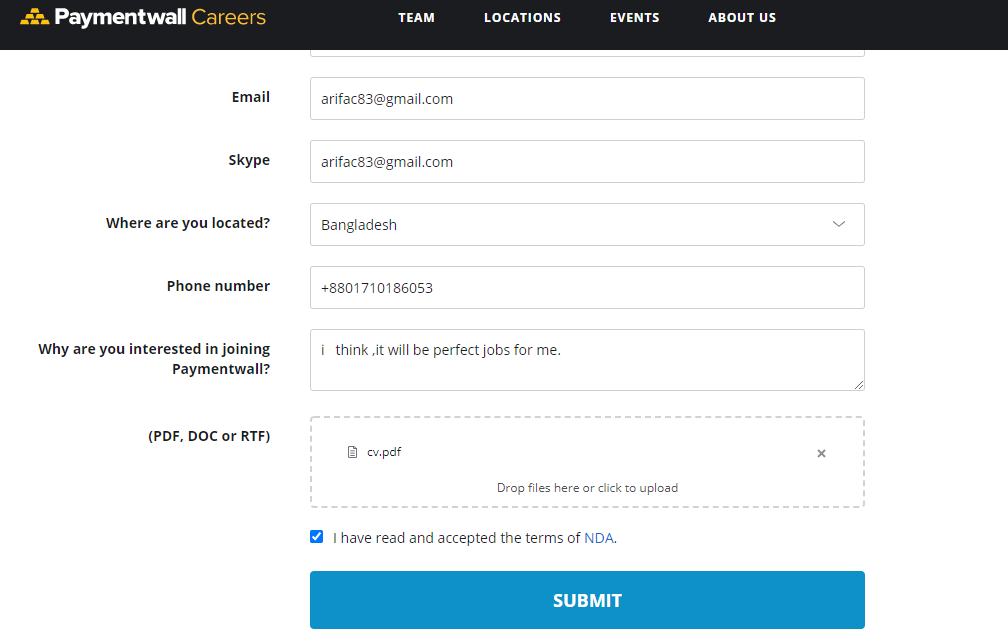 Paymentwall Careers
TEAM LOCATIONS EVENTS ABOUT US
Email
arifac83@gmail.com
Skype
arifac83@gmail.com
Where are you located?
Bangladesh
Phone number
+8801710186053
Why are you interested in joining
Paymentwall?
i think ,it will be perfect jobs for me.
(PDF, DOC or RTF)
cv.pdf
Drop files here or click to upload
I have read and accepted the terms of NDA.
SUBMIT